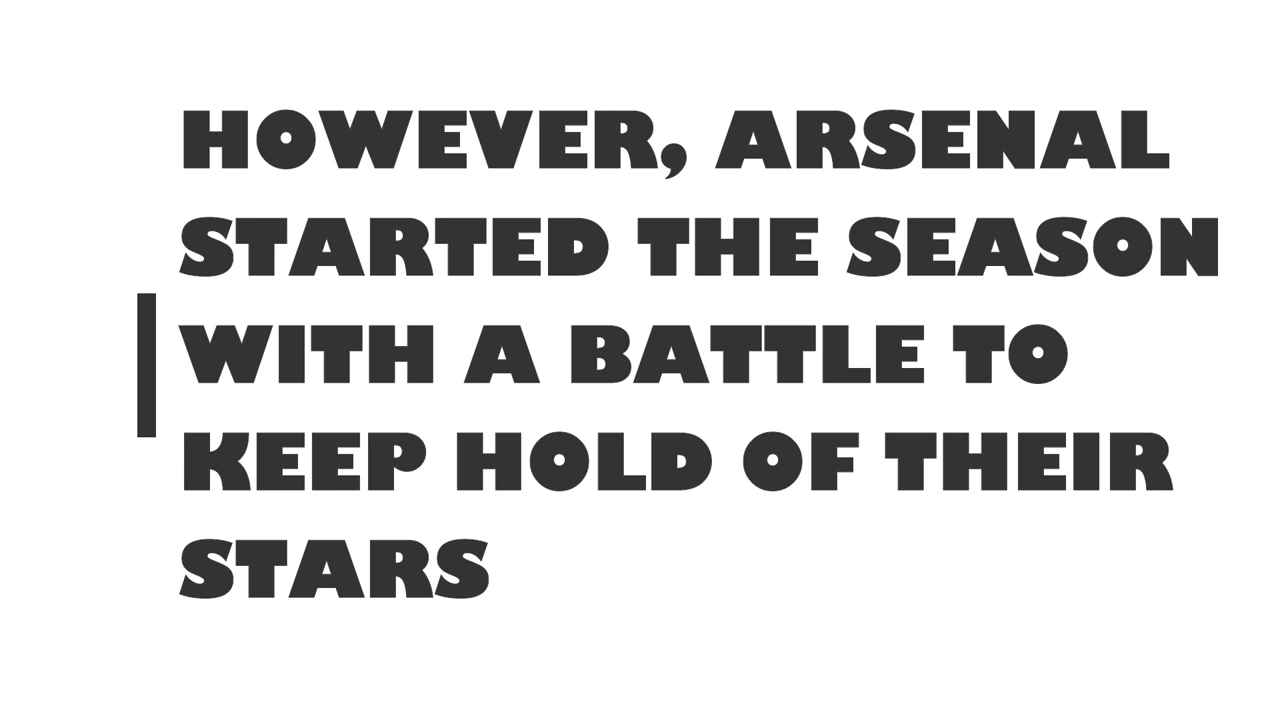 HOWEVER, ARSENAL
STARTED THE SEASON
WITH A BATTLE TO
KEEP HOLD OF THEIR
STARS